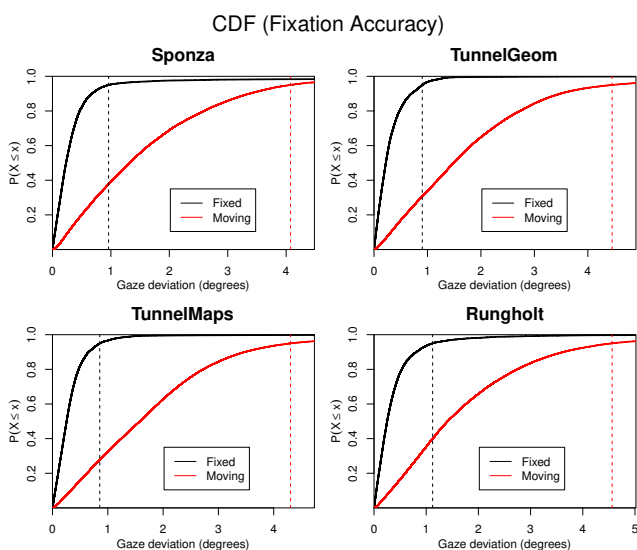 CDF (Fixation Accuracy)
Sponza
P(X ≤ x)
0.2 0.4 0.6 0.8 1.0
Fixed
Moving
0 1 2 3 4
Gaze deviation (degrees)
TunnelGeom
P(X ≤ x)
0.2 0.4 0.6 0.8 1.0
Fixed
Moving
0 1 2 3 4
Gaze deviation (degrees)
TunnelMaps
P(X ≤ x)
0.2 0.4 0.6 0.8 1.0
Fixed
Moving
0 1 2 3 4
Gaze deviation (degrees)
Rungholt
P(X ≤ x)
0.2 0.4 0.6 0.8 1.0
Fixed
Moving
0 1 2 3 4 5
Gaze deviation (degrees)